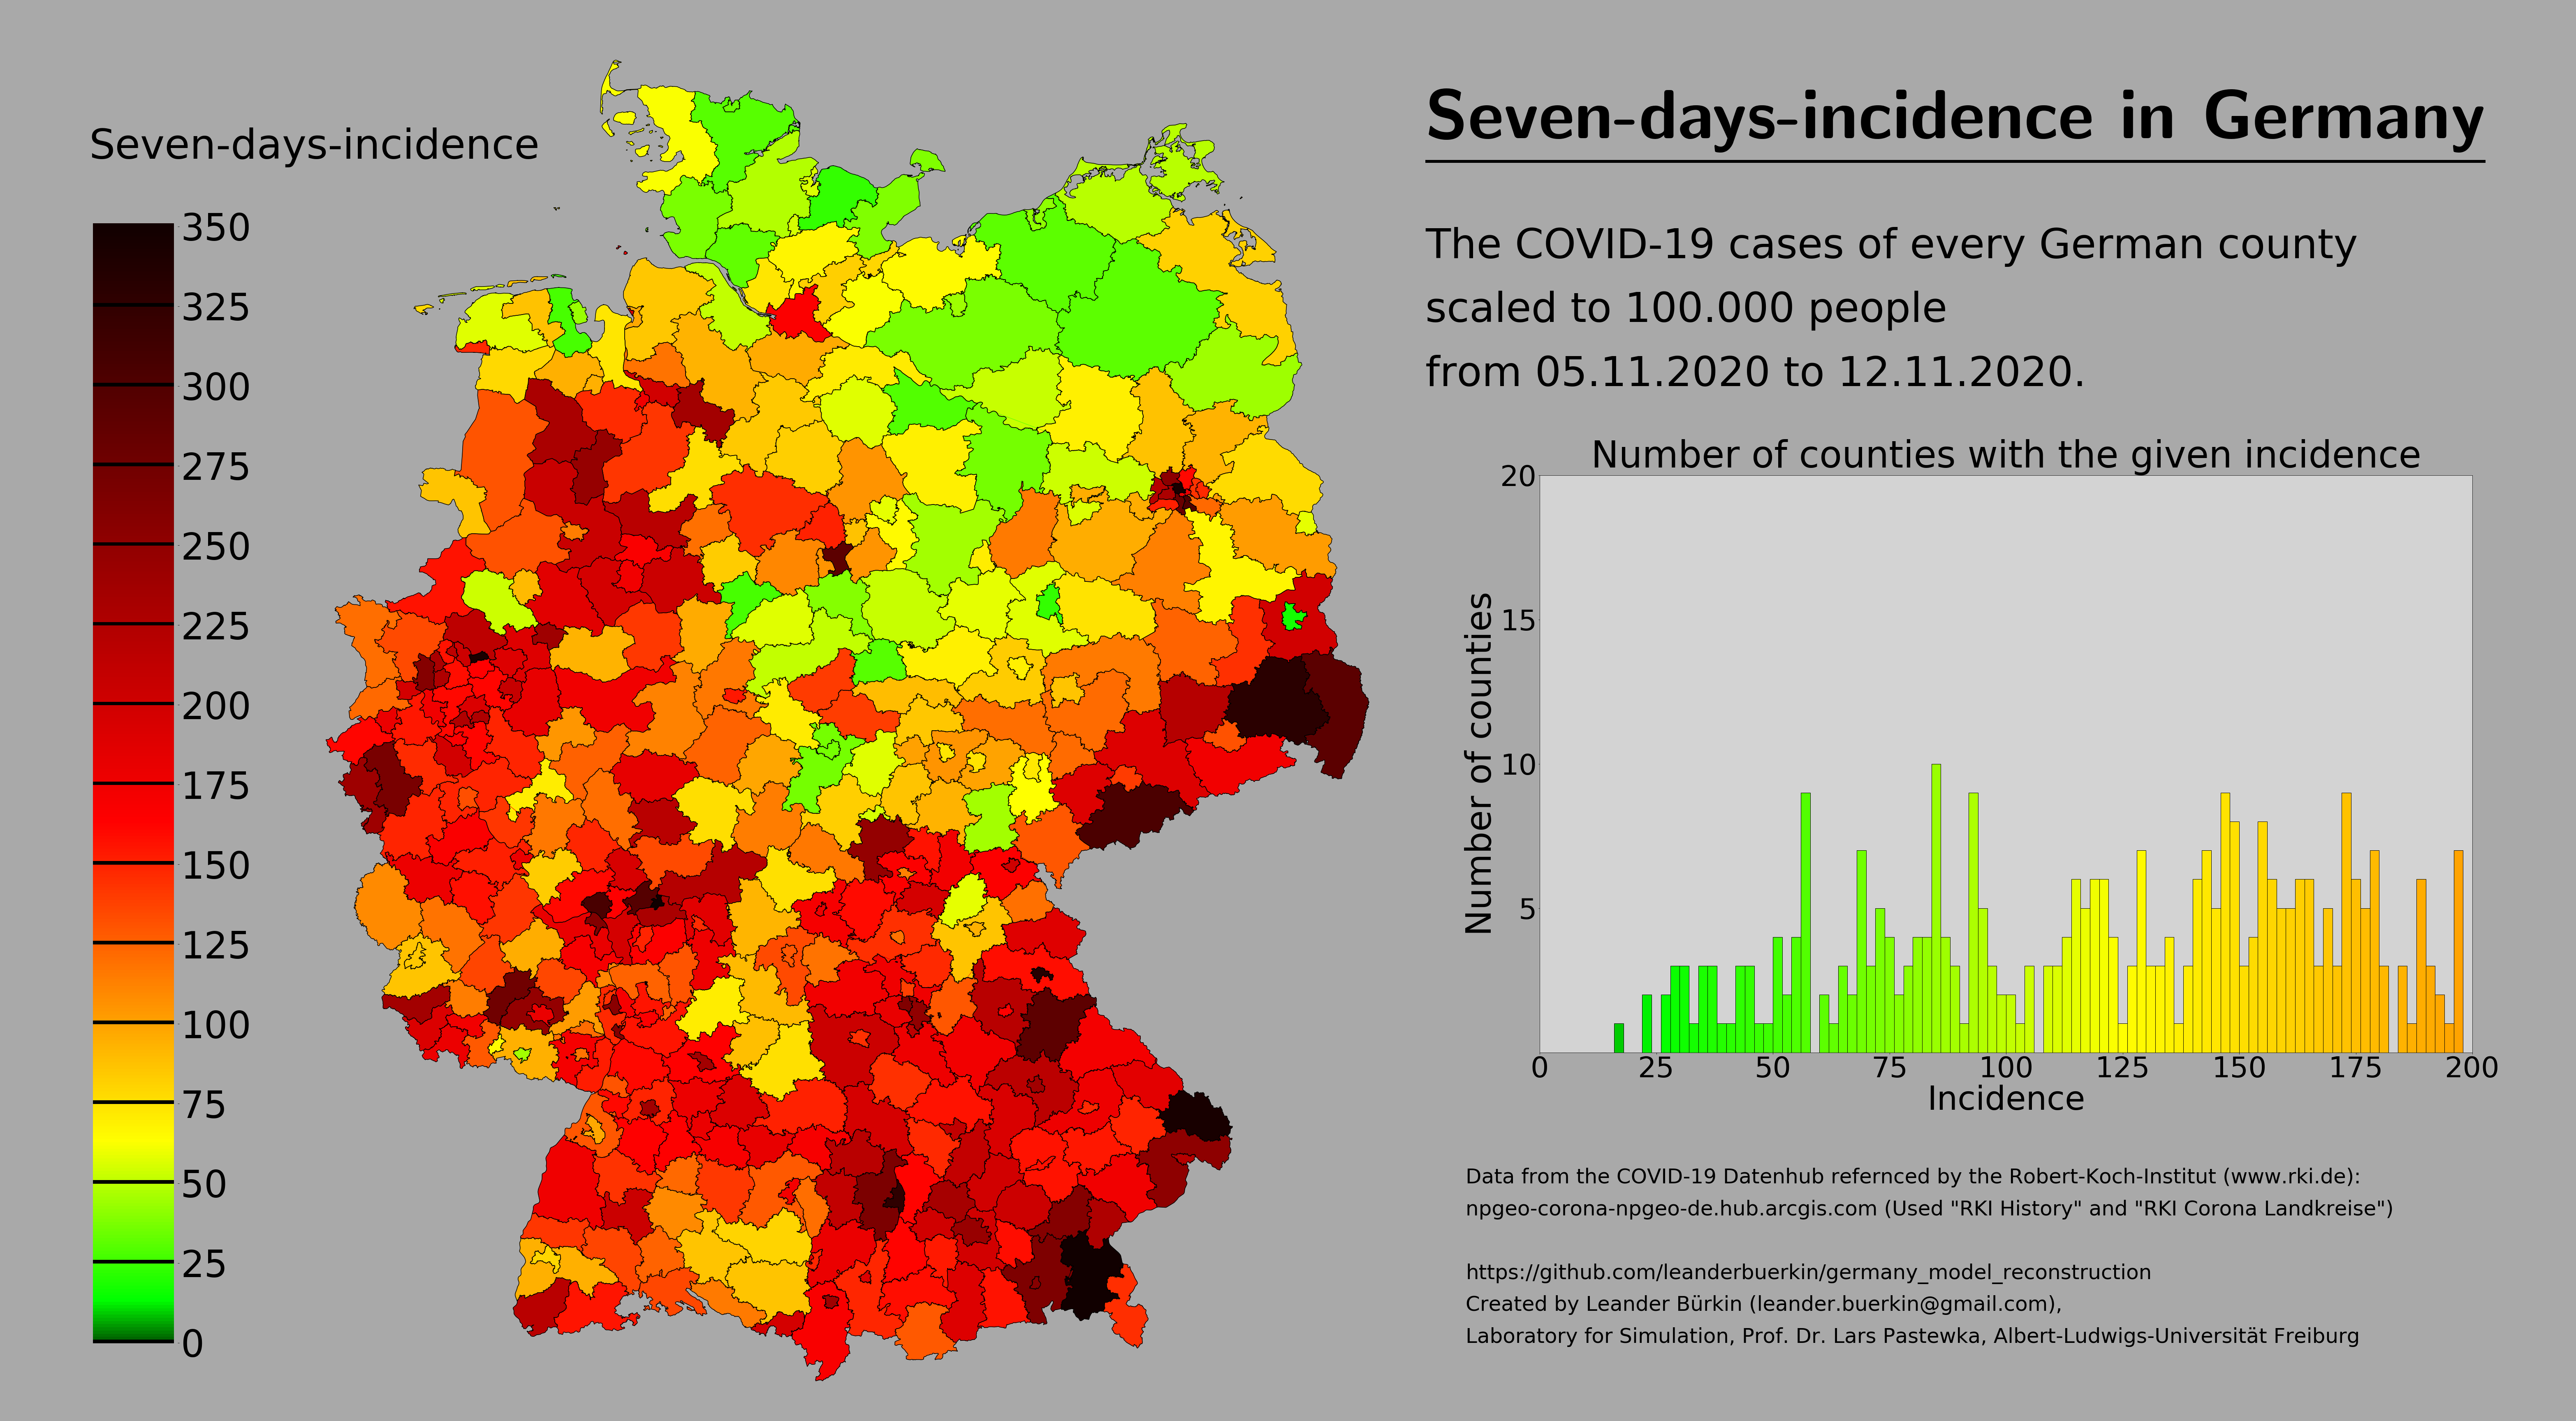 Seven-days-incidence in Germany
Seven-days-incidence
350
325
300
275
250
225
200
175
150
125
100
75
50
25
0
The COVID-19 cases of every German county
scaled to 100.000 people
from 05.11.2020 to 12.11.2020.
Number of counties with the given incidence
Number of counties
20
15
10
5
0 25 50 75 100 125 150 175 200
Incidence
Data from the COVID-19 Datenhub refernced by the Robert-Koch-Institut (www.rki.de):
npgeo-corona-npgeo-de.hub.arcgis.com (Used "RKI History" and "RKI Corona Landkreise")
https://github.com/leanderbuerkin/germany_model_reconstruction
Created by Leander Bürkin (leander.buerkin@gmail.com),
Laboratory for Simulation, Prof. Dr. Lars Pastewka, Albert-Ludwigs-Universität Freiburg